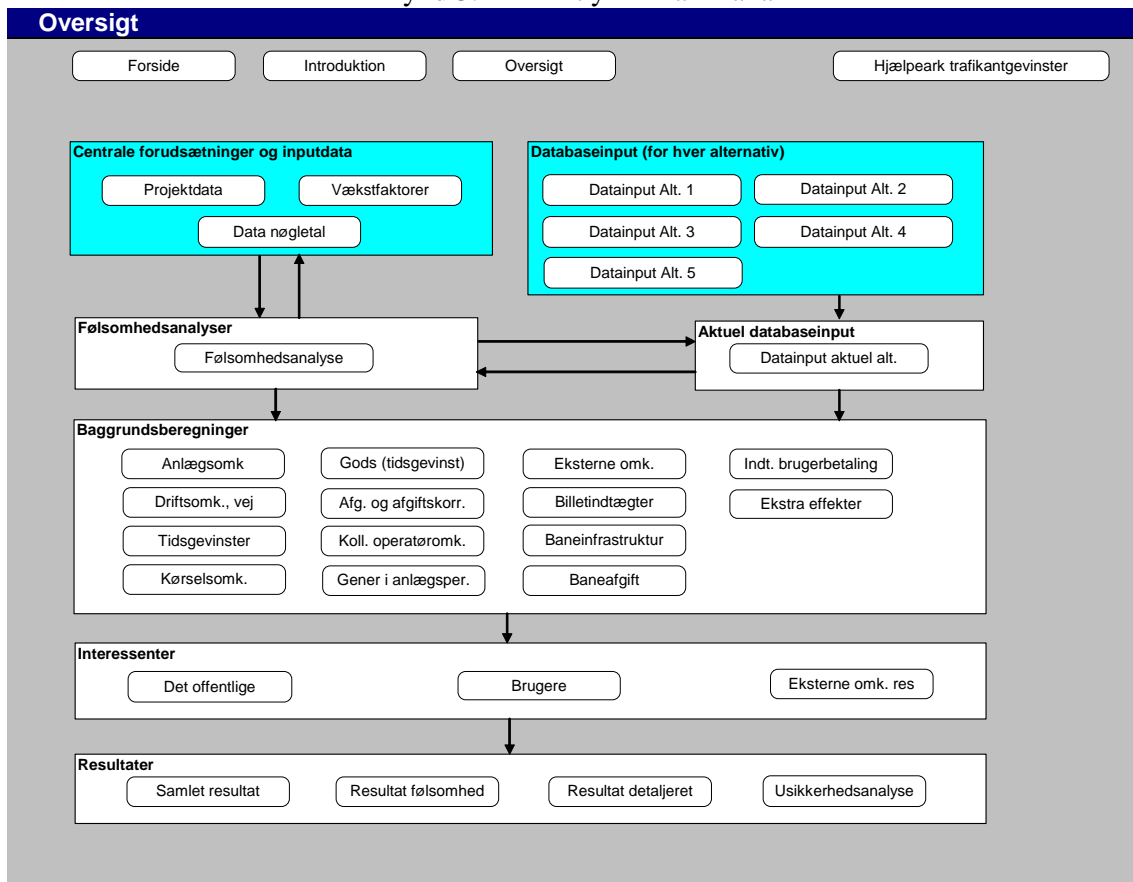 Oversigt
Forside
Introduktion
Oversigt
Hjælpeark trafikantgevinster
Centrale forudsætninger og inputdata
Projektdata
Vækstfaktorer
Data nøgletal
Databaseinput (for hver alternativ)
Datainput Alt. 1
Datainput Alt. 2
Datainput Alt. 3
Datainput Alt. 4
Datainput Alt. 5
Følsomhedsanalyser
Følsomhedsanalyse
Aktuel databaseinput
Datainput aktuel alt.
Baggrundsberegninger
Anlægsomk
Gods (tidsgevinst)
Eksterne omk.
Indt. brugerbetaling
Driftsomk., vej
Afg. og afgiftskorr.
Billetindtægter
Ekstra effekter
Tidsgevinster
Koll. operatøromk.
Baneinfrastruktur
Kørselsomk.
Gener i anlægsper.
Baneafgift
Interessenter
Det offentlige
Brugere
Eksterne omk. res
Resultater
Samlet resultat
Resultat følsomhed
Resultat detaljeret
Usikkerhedsanalyse